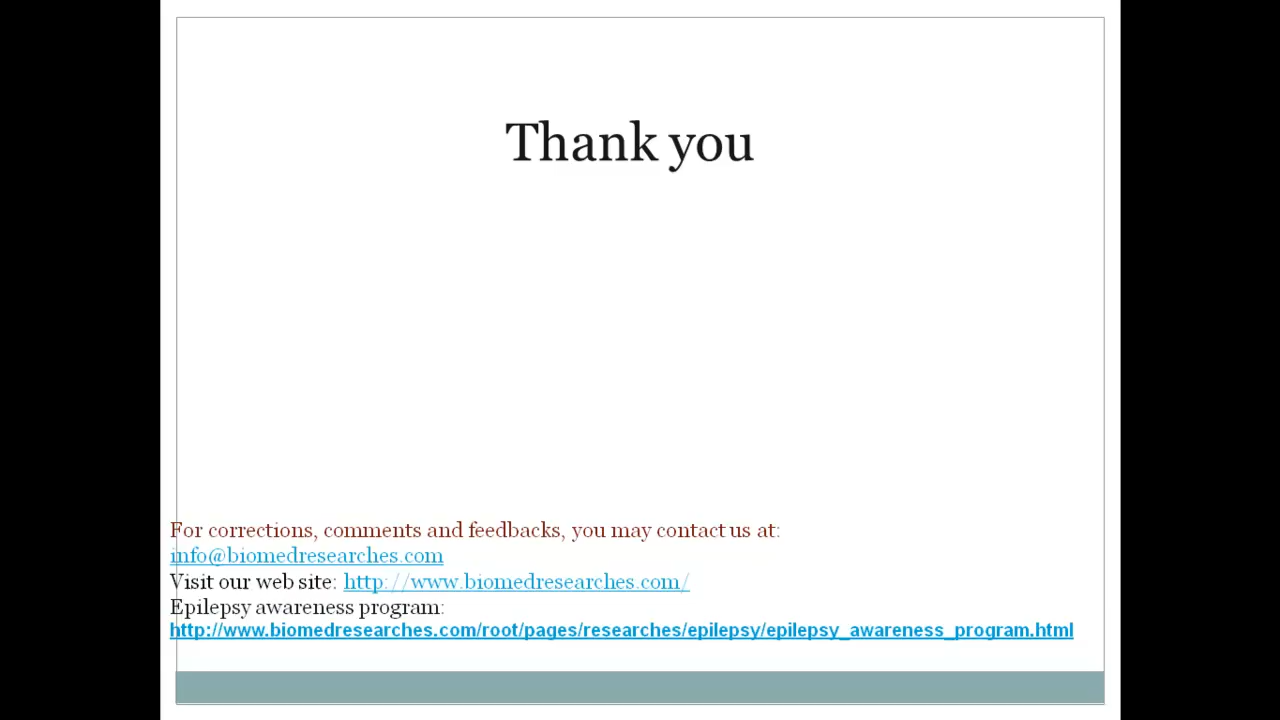 Thank you
For corrections, comments and feedbacks, you may contact us at:
info@biomedresearches.com
Visit our web site: http://www.biomedresearches.com/
Epilepsy awareness program:
http://www.biomedresearches.com/root/pages/researches/epilepsy/epilepsy_awareness_program.html